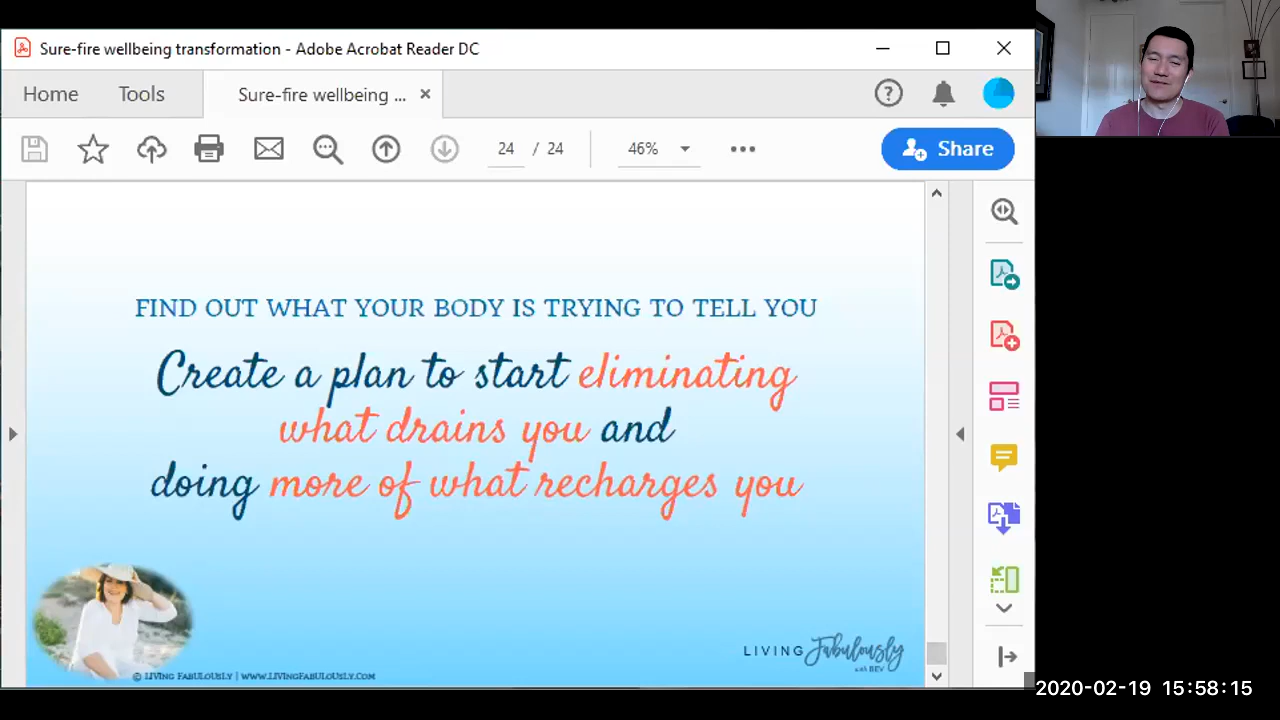 Sure-fire wellbeing transformation - Adobe Acrobat Reader DC
Home Tools Sure-fire wellbeing ...
24 / 24 46% Share
FIND OUT WHAT YOUR BODY IS TRYING TO TELL YOU
Create a plan to start eliminating
what drains you and
doing more of what recharges you
LIVING Fabulously
with BEV
© LIVING FABULOUSLY | WWW.LIVINGFABULOUSLY.COM
2020-02-19 15:58:15